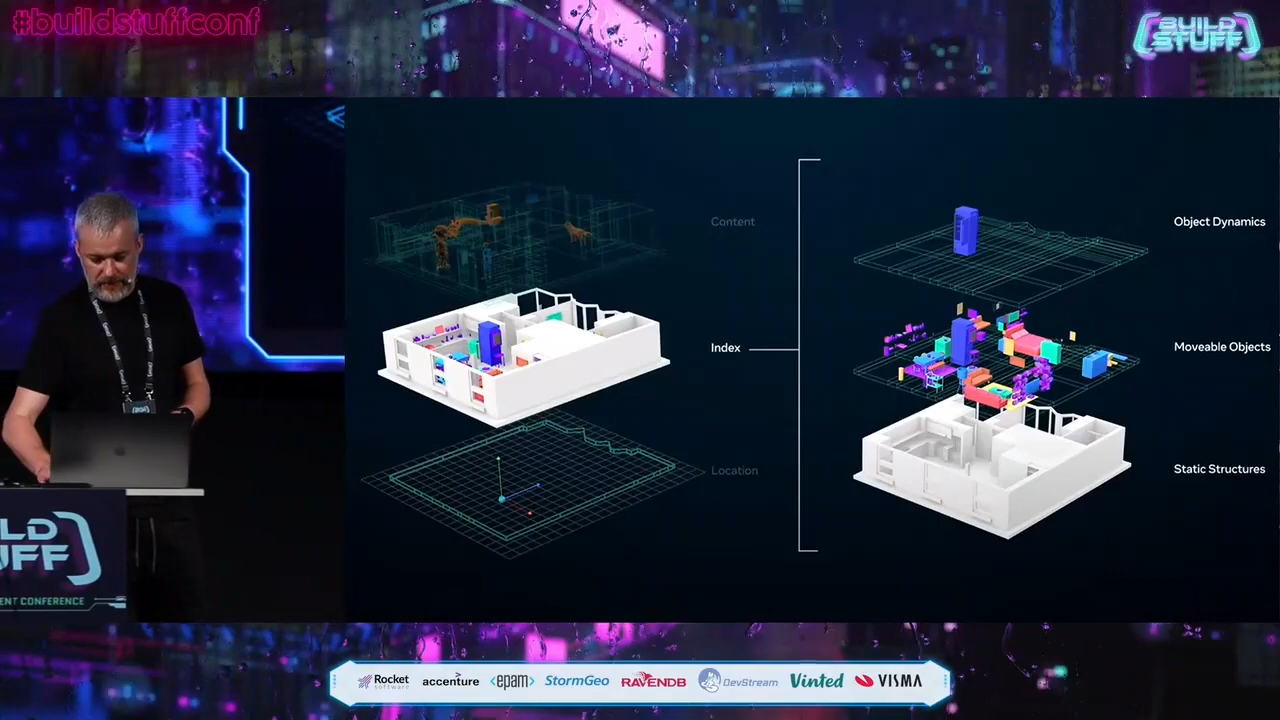 #buildstuffconf
BUILD
STUFF
Content
Index
Location
Object Dynamics
Moveable Objects
Static Structures
LD
UFF
ENT CONFERENCE
Rocket
software
accenture
<epam>
StormGeo
RAVENDB
DevStream
Vinted
VISMA